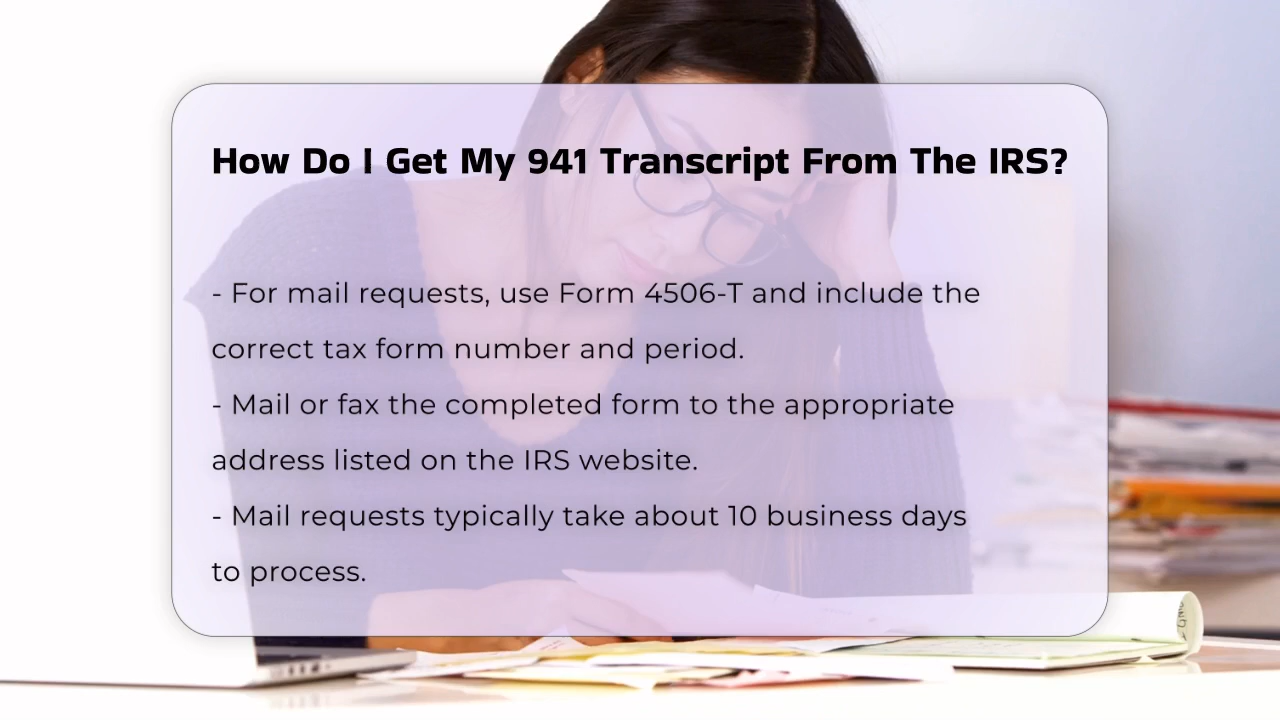 How Do I Get My 941 Transcript From The IRS?
- For mail requests, use Form 4506-T and include the
correct tax form number and period.
- Mail or fax the completed form to the appropriate
address listed on the IRS website.
- Mail requests typically take about 10 business days
to process.